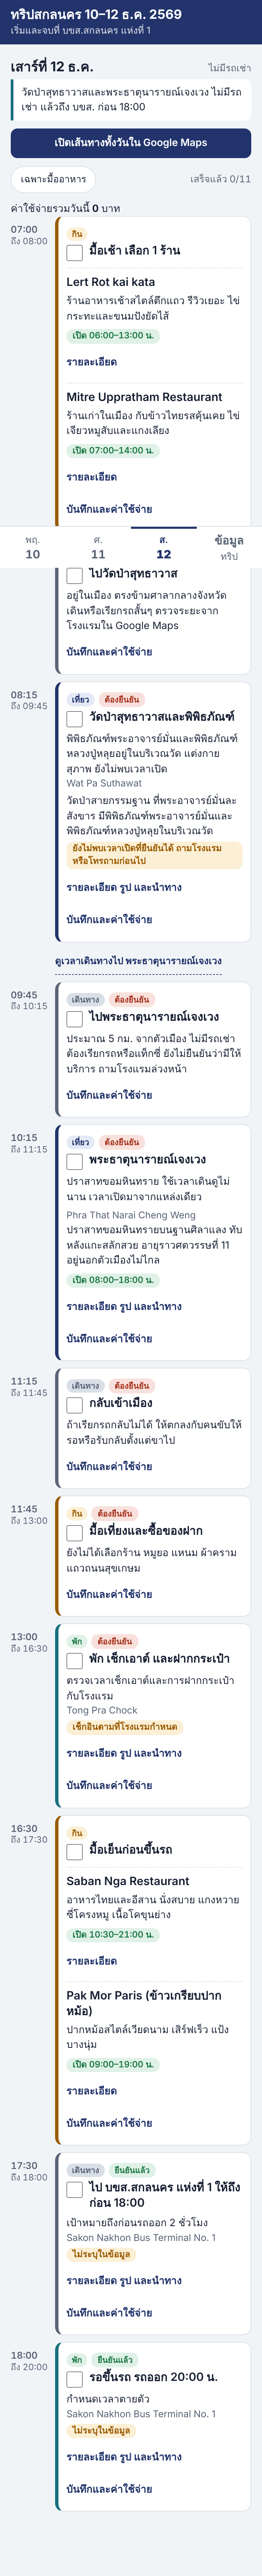 ทริปสกลนคร 10–12 ธ.ค. 2569
เริ่มและจบที่ บขส.สกลนคร แห่งที่ 1
เสาร์ที่ 12 ธ.ค.
ไม่มีรถเช่า
วัดป่าสุทธาวาสและพระธาตุนารายณ์เจงเวง ไม่มีรถ
เช่า แล้วถึง บขส. ก่อน 18:00
เปิดเส้นทางทั้งวันใน Google Maps
เฉพาะมื้ออาหาร
เสร็จแล้ว 0/11
ค่าใช้จ่ายรวมวันนี้ 0 บาท
07:00
ถึง 08:00
กิน
มื้อเช้า เลือก 1 ร้าน
Lert Rot kai kata
ร้านอาหารเช้าสไตล์ตึกแถว รีวิวเยอะ ไข่
กระทะและขนมปังยัดไส้
เปิด 06:00–13:00 น.
รายละเอียด
Mitre Uppratham Restaurant
ร้านเก่าในเมือง กับข้าวไทยรสคุ้นเคย ไข่
เจียวหมูสับและแกงเลียง
เปิด 07:00–14:00 น.
รายละเอียด
บันทึกและค่าใช้จ่าย
พฤ.
10
ศ.
11
ส.
12
ข้อมูล
ทริป
ไปวัดป่าสุทธาวาส
อยู่ในเมือง ตรงข้ามศาลากลางจังหวัด
เดินหรือเรียกรถสั้นๆ ตรวจระยะจาก
โรงแรมใน Google Maps
บันทึกและค่าใช้จ่าย
08:15
ถึง 09:45
เที่ยว
ต้องยืนยัน
วัดป่าสุทธาวาสและพิพิธภัณฑ์
พิพิธภัณฑ์พระอาจารย์มั่นและพิพิธภัณฑ์
หลวงปู่หลุยอยู่ในบริเวณวัด แต่งกาย
สุภาพ ยังไม่พบเวลาเปิด
Wat Pa Suthawat
วัดป่าสายกรรมฐาน ที่พระอาจารย์มั่นละ
สังขาร มีพิพิธภัณฑ์พระอาจารย์มั่นและ
พิพิธภัณฑ์หลวงปู่หลุยในบริเวณวัด
ยังไม่พบเวลาเปิดที่ยืนยันได้ ถามโรงแรม
หรือโทรถามก่อนไป
รายละเอียด รูป และนำทาง
บันทึกและค่าใช้จ่าย
ดูเวลาเดินทางไป พระธาตุนารายณ์เจงเวง
09:45
ถึง 10:15
เดินทาง
ต้องยืนยัน
ไปพระธาตุนารายณ์เจงเวง
ประมาณ 5 กม. จากตัวเมือง ไม่มีรถเช่า
ต้องเรียกรถหรือแท็กซี่ ยังไม่ยืนยันว่ามีให้
บริการ ถามโรงแรมล่วงหน้า
บันทึกและค่าใช้จ่าย
10:15
ถึง 11:15
เที่ยว
ต้องยืนยัน
พระธาตุนารายณ์เจงเวง
ปราสาทขอมหินทราย ใช้เวลาเดินดูไม่
นาน เวลาเปิดมาจากแหล่งเดียว
Phra That Narai Cheng Weng
ปราสาทขอมหินทรายบนฐานศิลาแลง ทับ
หลังแกะสลักสวย อายุราวศตวรรษที่ 11
อยู่นอกตัวเมืองไม่ไกล
เปิด 08:00–18:00 น.
รายละเอียด รูป และนำทาง
บันทึกและค่าใช้จ่าย
11:15
ถึง 11:45
เดินทาง
ต้องยืนยัน
กลับเข้าเมือง
ถ้าเรียกรถกลับไม่ได้ ให้ตกลงกับคนขับให้
รอหรือรับกลับตั้งแต่ขาไป
บันทึกและค่าใช้จ่าย
11:45
ถึง 13:00
กิน
ต้องยืนยัน
มื้อเที่ยงและซื้อของฝาก
ยังไม่ได้เลือกร้าน หมูยอ แหนม ผ้าคราม
แถวถนนสุขเกษม
บันทึกและค่าใช้จ่าย
13:00
ถึง 16:30
พัก
ต้องยืนยัน
พัก เช็กเอาต์ และฝากกระเป๋า
ตรวจเวลาเช็กเอาต์และการฝากกระเป๋า
กับโรงแรม
Tong Pra Chock
เช็กอินตามที่โรงแรมกำหนด
รายละเอียด รูป และนำทาง
บันทึกและค่าใช้จ่าย
16:30
ถึง 17:30
กิน
มื้อเย็นก่อนขึ้นรถ
Saban Nga Restaurant
อาหารไทยและอีสาน นั่งสบาย แกงหวาย
ซี่โครงหมู เนื้อโคขุนย่าง
เปิด 10:30–21:00 น.
รายละเอียด
Pak Mor Paris (ข้าวเกรียบปาก
หม้อ)
ปากหม้อสไตล์เวียดนาม เสิร์ฟเร็ว แป้ง
บางนุ่ม
เปิด 09:00–19:00 น.
รายละเอียด
บันทึกและค่าใช้จ่าย
17:30
ถึง 18:00
เดินทาง
ยืนยันแล้ว
ไป บขส.สกลนคร แห่งที่ 1 ให้ถึง
ก่อน 18:00
เป้าหมายถึงก่อนรถออก 2 ชั่วโมง
Sakon Nakhon Bus Terminal No. 1
ไม่ระบุในข้อมูล
รายละเอียด รูป และนำทาง
บันทึกและค่าใช้จ่าย
18:00
ถึง 20:00
พัก
ยืนยันแล้ว
รอขึ้นรถ รถออก 20:00 น.
กำหนดเวลาตายตัว
Sakon Nakhon Bus Terminal No. 1
ไม่ระบุในข้อมูล
รายละเอียด รูป และนำทาง
บันทึกและค่าใช้จ่าย